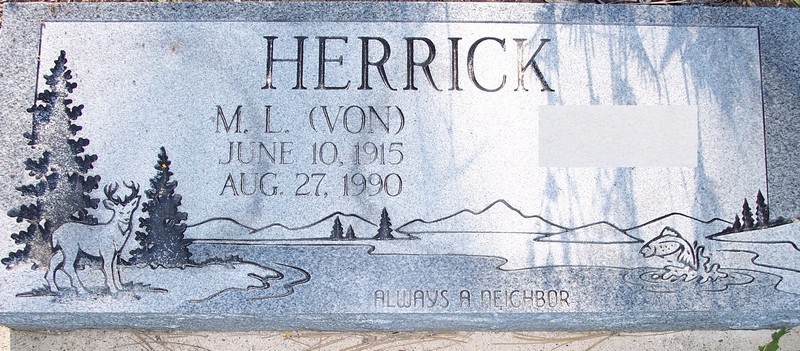 HERRICK
M. L. (VON)
JUNE 10, 1915
AUG. 27, 1990
ALWAYS A NEIGHBOR